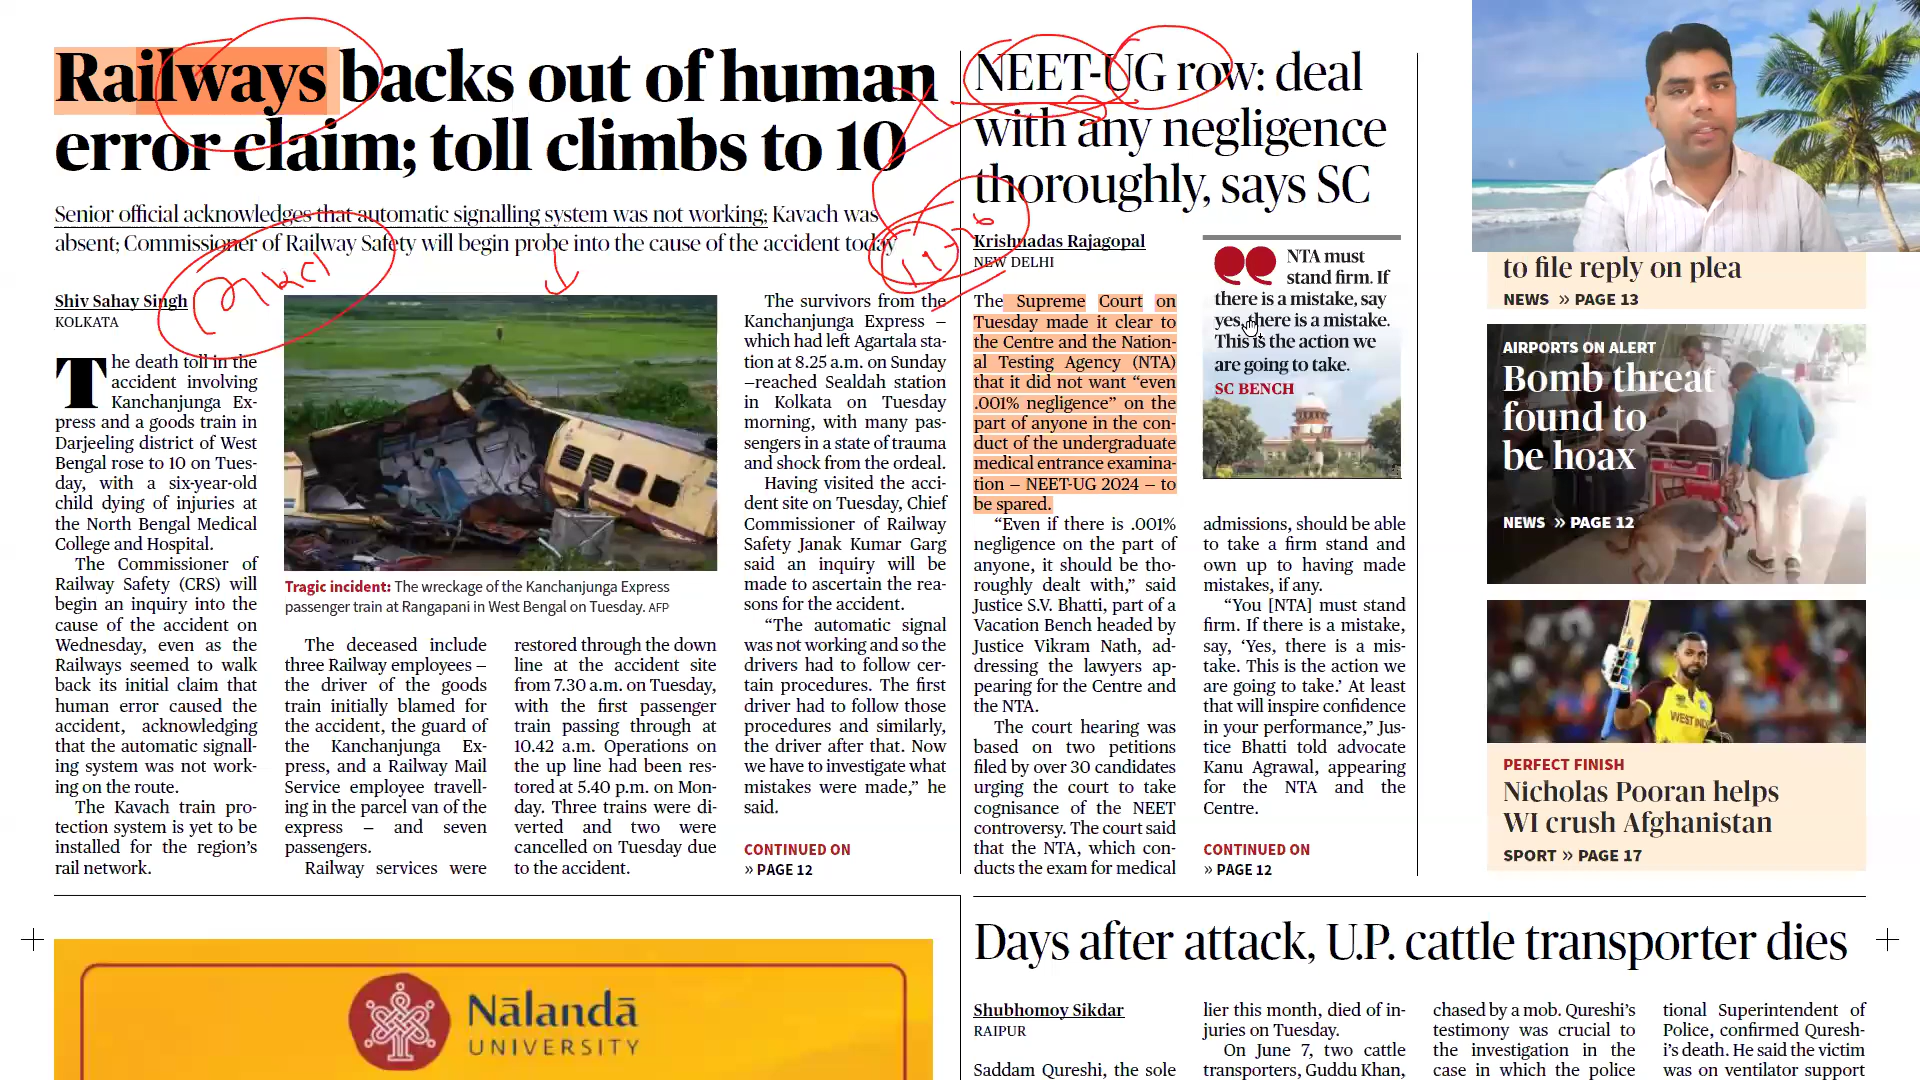 Railways backs out of human
error claim; toll climbs to 10
Senior official acknowledges that automatic signalling system was not working; Kavach was
absent; Commissioner of Railway Safety will begin probe into the cause of the accident today
Shiv Sahay Singh
KOLKATA
The death toll in the
accident involving
Kanchanjunga Ex-
press and a goods train in
Darjeeling district of West
Bengal rose to 10 on Tues-
day, with a six-year-old
child dying of injuries at
the North Bengal Medical
College and Hospital.
The Commissioner of
Railway Safety (CRS) will
begin an inquiry into the
cause of the accident on
Wednesday, even as the
Railways seemed to walk
back its initial claim that
human error caused the
accident, acknowledging
that the automatic signall-
ing system was not work-
ing on the route.
The Kavach train pro-
tection system is yet to be
installed for the region's
rail network.
Tragic incident: The wreckage of the Kanchanjunga Express
passenger train at Rangapani in West Bengal on Tuesday. AFP
The deceased include
three Railway employees –
the driver of the goods
train initially blamed for
the accident, the guard of
the Kanchanjunga Ex-
press, and a Railway Mail
Service employee travell-
ing in the parcel van of the
express – and seven
passengers.
Railway services were
restored through the down
line at the accident site
from 7.30 a.m. on Tuesday,
with the first passenger
train passing through at
10.42 a.m. Operations on
the up line had been res-
tored at 5.40 p.m. on Mon-
day. Three trains were di-
verted and two were
cancelled on Tuesday due
to the accident.
The survivors from the
Kanchanjunga Express –
which had left Agartala sta-
tion at 8.25 a.m. on Sunday
–reached Sealdah station
in Kolkata on Tuesday
morning, with many pas-
sengers in a state of trauma
and shock from the ordeal.
Having visited the acci-
dent site on Tuesday, Chief
Commissioner of Railway
Safety Janak Kumar Garg
said an inquiry will be
made to ascertain the rea-
sons for the accident.
“The automatic signal
was not working and so the
drivers had to follow cer-
tain procedures. The first
driver had to follow those
procedures and similarly,
the driver after that. Now
we have to investigate what
mistakes were made,” he
said.
CONTINUED ON
» PAGE 12
NEET-UG row: deal
with any negligence
thoroughly, says SC
Krishnadas Rajagopal
NEW DELHI
The Supreme Court on
Tuesday made it clear to
the Centre and the Nation-
al Testing Agency (NTA)
that it did not want “even
.001% negligence” on the
part of anyone in the con-
duct of the undergraduate
medical entrance examina-
tion – NEET-UG 2024 – to
be spared.
“Even if there is .001%
negligence on the part of
anyone, it should be tho-
roughly dealt with,” said
Justice S.V. Bhatti, part of a
Vacation Bench headed by
Justice Vikram Nath, ad-
dressing the lawyers ap-
pearing for the Centre and
the NTA.
The court hearing was
based on two petitions
filed by over 30 candidates
urging the court to take
cognisance of the NEET
controversy. The court said
that the NTA, which con-
ducts the exam for medical
NTA must
stand firm. If
there is a mistake, say
yes, there is a mistake.
This is the action we
are going to take.
SC BENCH
admissions, should be able
to take a firm stand and
own up to having made
mistakes, if any.
“You [NTA] must stand
firm. If there is a mistake,
say, ‘Yes, there is a mis-
take. This is the action we
are going to take.’ At least
that will inspire confidence
in your performance,” Jus-
tice Bhatti told advocate
Kanu Agrawal, appearing
for the NTA and the
Centre.
CONTINUED ON
» PAGE 12
to file reply on plea
NEWS » PAGE 13
AIRPORTS ON ALERT
Bomb threat
found to
be hoax
NEWS » PAGE 12
WEST INDIES
PERFECT FINISH
Nicholas Pooran helps
WI crush Afghanistan
SPORT » PAGE 17
Nālandā
UNIVERSITY
Days after attack, U.P. cattle transporter dies
Shubhomoy Sikdar
RAIPUR
Saddam Qureshi, the sole
lier this month, died of in-
juries on Tuesday.
On June 7, two cattle
transporters, Guddu Khan,
chased by a mob. Qureshi's
testimony was crucial to
the investigation in the
case in which the police
tional Superintendent of
Police, confirmed Quresh-
i's death. He said the victim
was on ventilator support